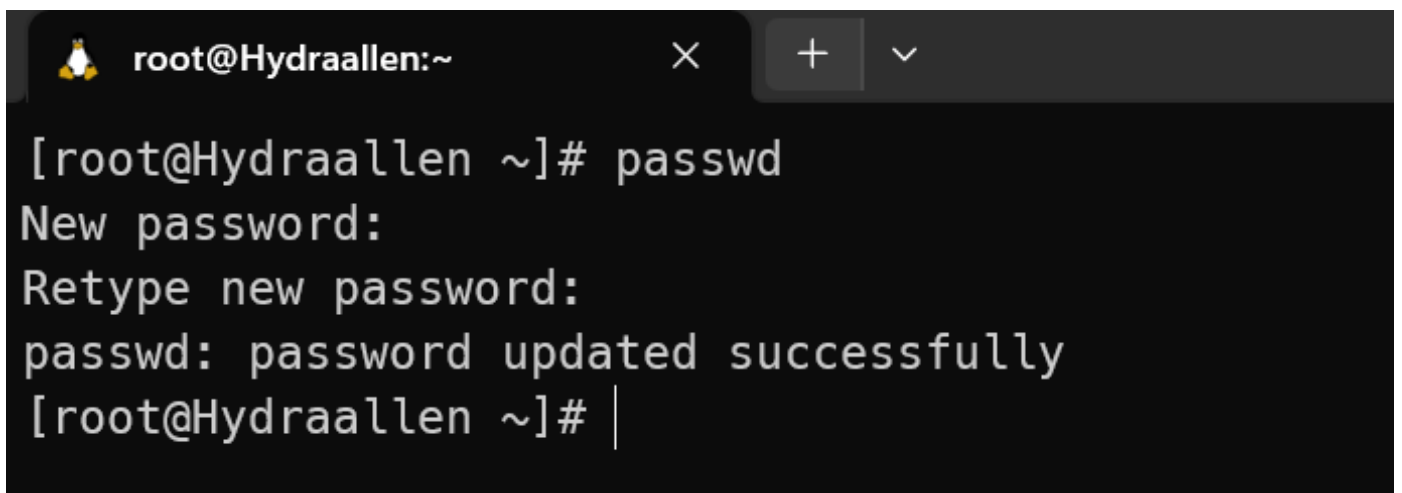 root@Hydraallen:~
[root@Hydraallen ~]# passwd
New password:
Retype new password:
passwd: password updated successfully
[root@Hydraallen ~]#